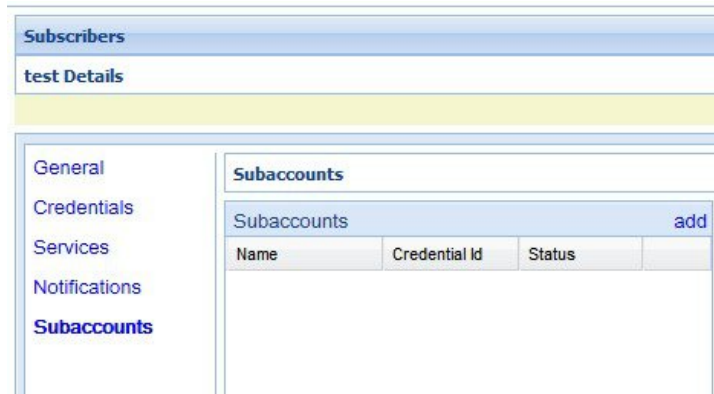 Subscribers
test Details
General
Credentials
Services
Notifications
Subaccounts
Subaccounts
Subaccounts add
Name Credential Id Status